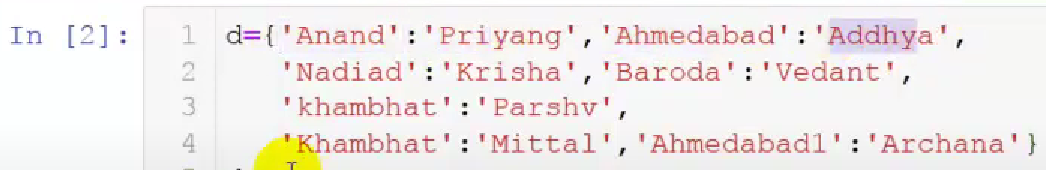 In [2]: 1 d={'Anand':'Priyang','Ahmedabad':'Addhya',
2 'Nadiad':'Krisha','Baroda':'Vedant',
3 'khambhat':'Parshv',
4 'Khambhat':'Mittal','Ahmedabad1':'Archana'}